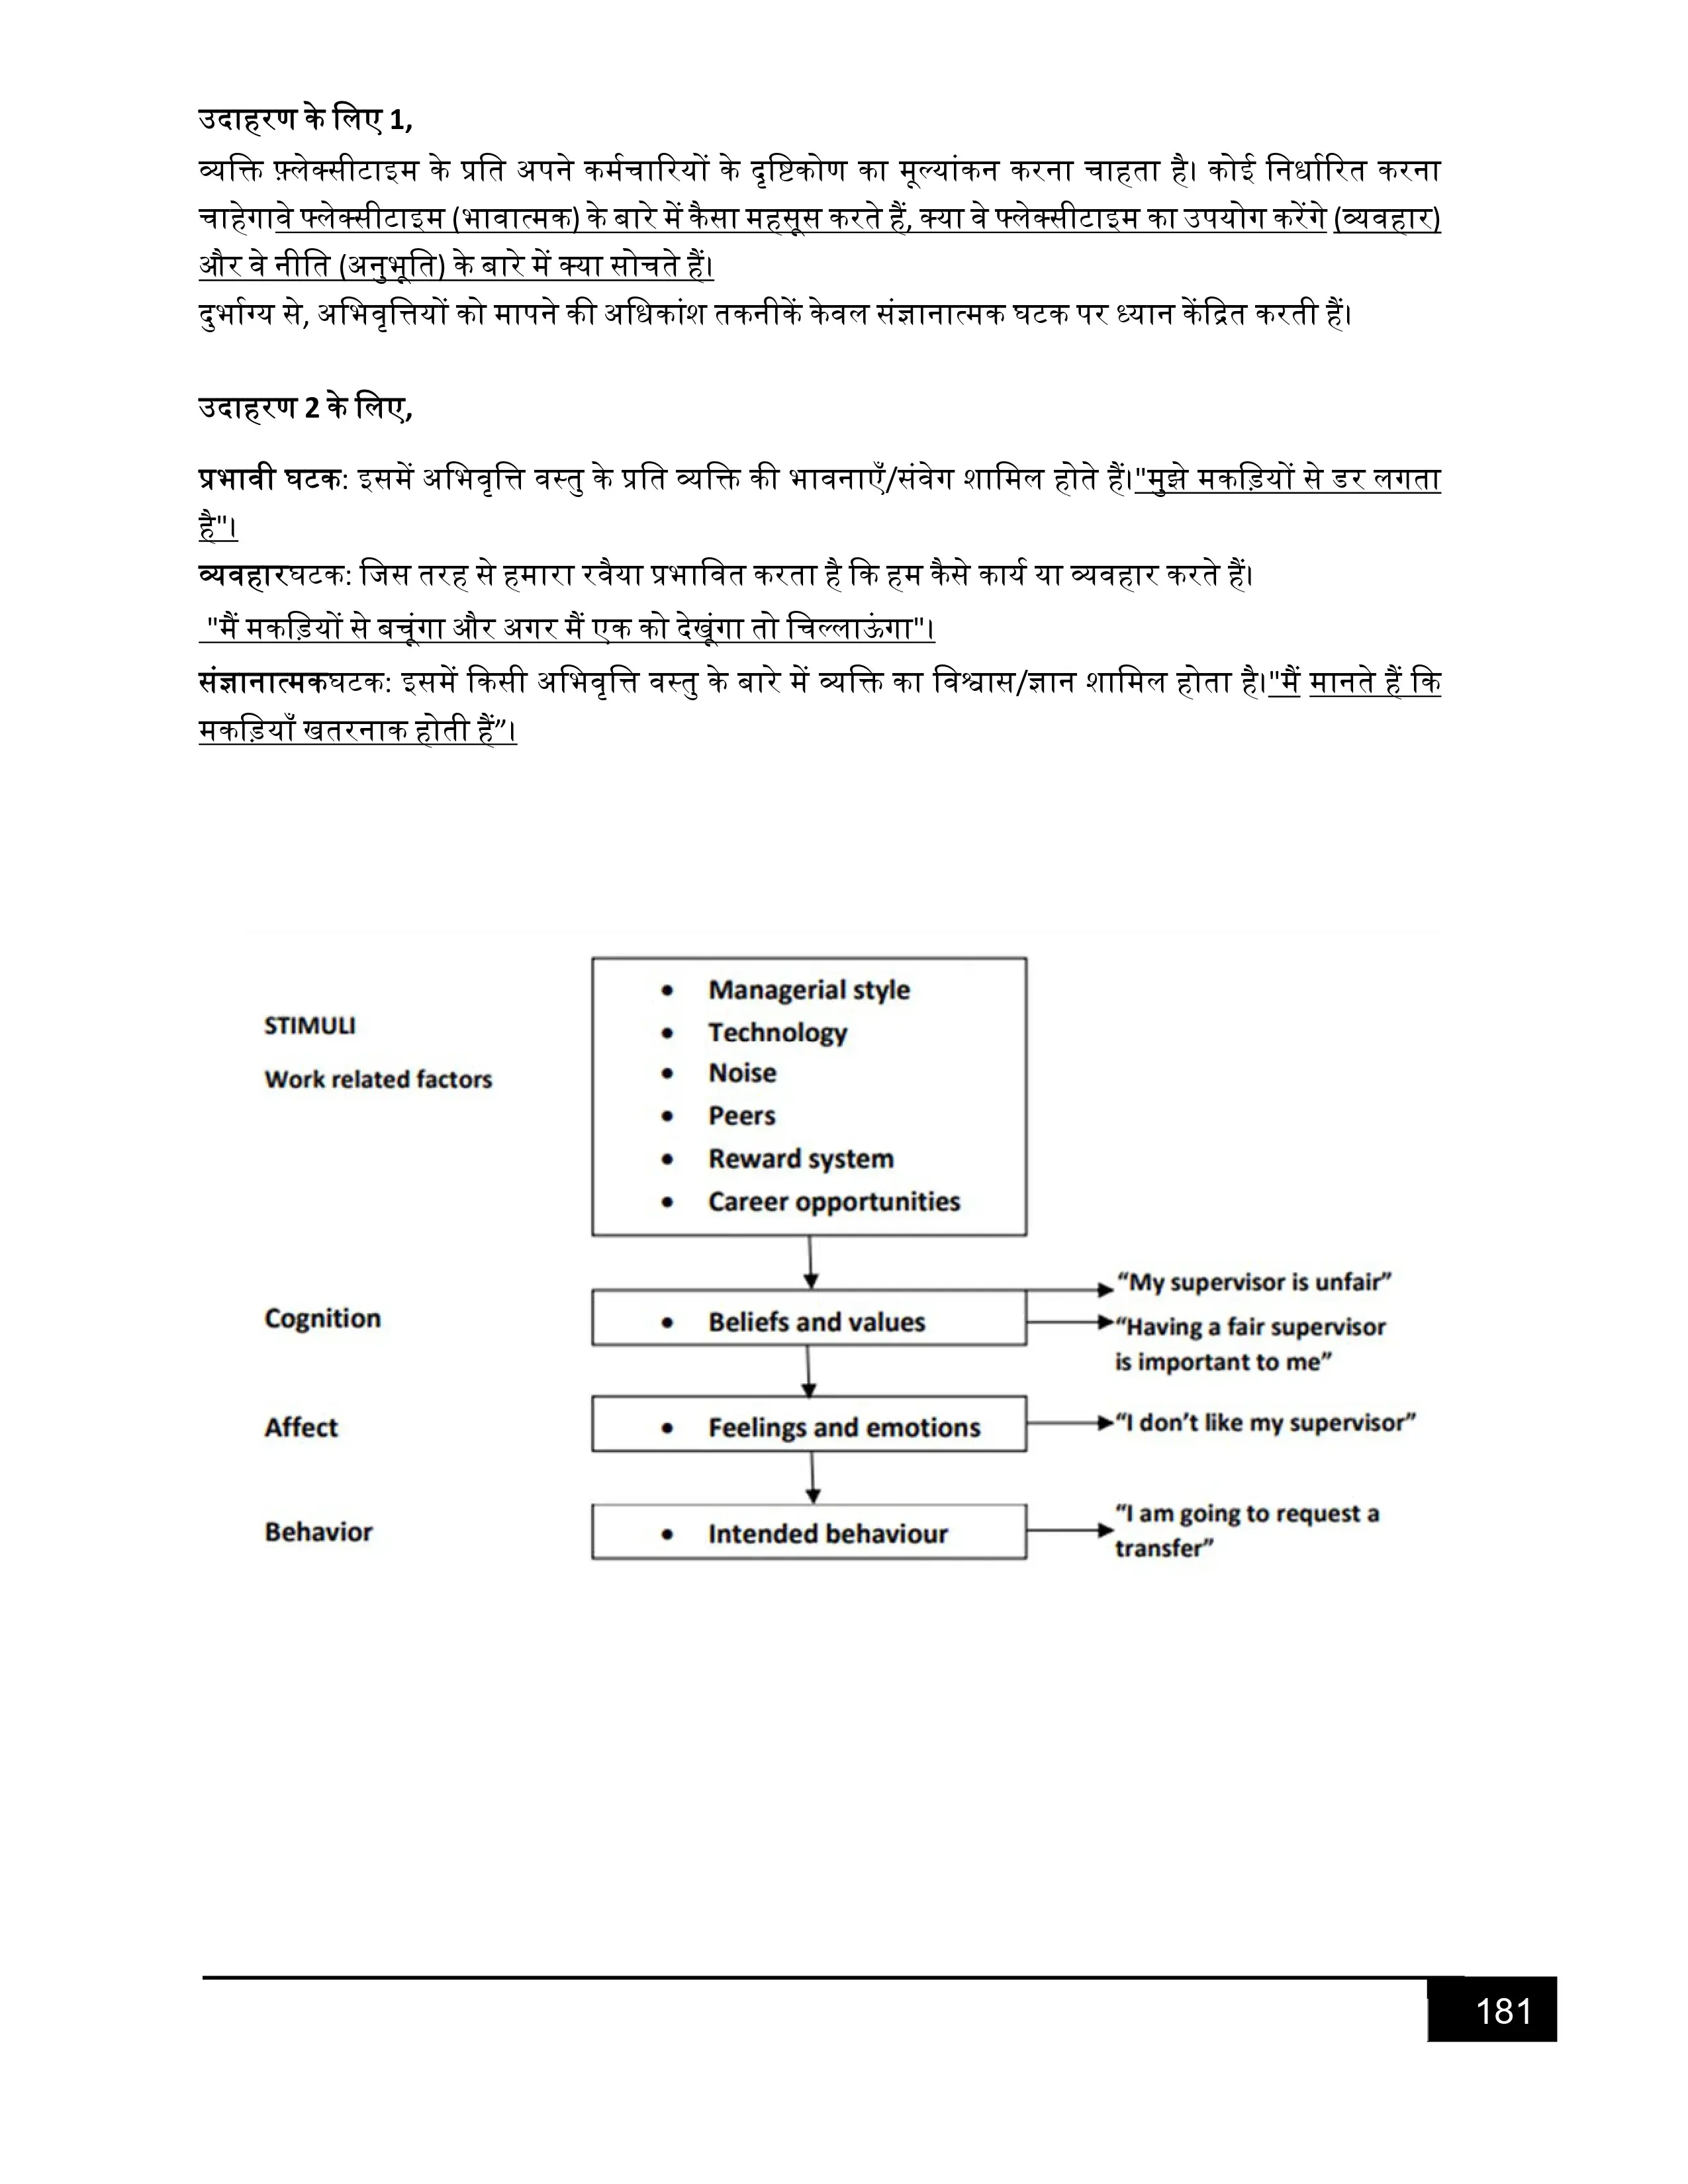 उदाहरण के लिए 1,
व्यक्ति फ़्लेक्सीटाइम के प्रति अपने कर्मचारियों के दृष्टिकोण का मूल्यांकन करना चाहता है। कोई निर्धारित करना
चाहेगावे फ्लेक्सीटाइम (भावात्मक) के बारे में कैसा महसूस करते हैं, क्या वे फ्लेक्सीटाइम का उपयोग करेंगे (व्यवहार)
और वे नीति (अनुभूति) के बारे में क्या सोचते हैं।
दुर्भाग्य से, अभिवृत्तियों को मापने की अधिकांश तकनीकें केवल संज्ञानात्मक घटक पर ध्यान केंद्रित करती हैं।
उदाहरण 2 के लिए,
प्रभावी घटक: इसमें अभिवृत्ति वस्तु के प्रति व्यक्ति की भावनाएँ/संवेग शामिल होते हैं।"मुझे मकड़ियों से डर लगता
है"।
व्यवहारघटक: जिस तरह से हमारा रवैया प्रभावित करता है कि हम कैसे कार्य या व्यवहार करते हैं।
"मैं मकड़ियों से बचूंगा और अगर मैं एक को देखूंगा तो चिल्लाऊंगा"।
संज्ञानात्मकघटक: इसमें किसी अभिवृत्ति वस्तु के बारे में व्यक्ति का विश्वास/ज्ञान शामिल होता है।"मैं मानते हैं कि
मकड़ियाँ खतरनाक होती हैं”।
STIMULI
Work related factors
• Managerial style
• Technology
• Noise
• Peers
• Reward system
• Career opportunities
Cognition
• Beliefs and values
“My supervisor is unfair”
“Having a fair supervisor
is important to me”
Affect
• Feelings and emotions
“I don’t like my supervisor”
Behavior
• Intended behaviour
“I am going to request a
transfer”
181